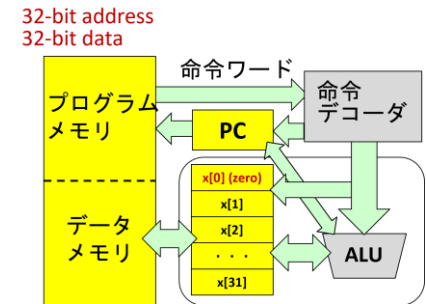 32-bit address
32-bit data
命令ワード
プログラム
メモリ
PC
命令
デコーダ
x[0] (zero)
x[1]
x[2]
・・・
x[31]
データ
メモリ
ALU